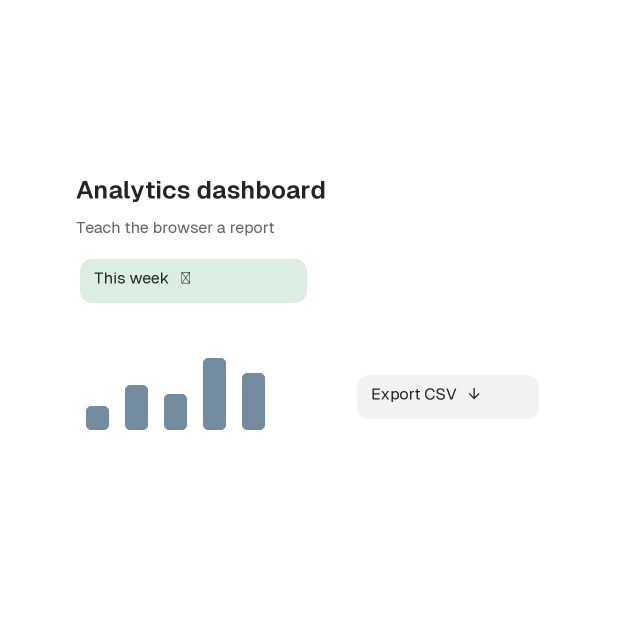 Analytics dashboard
Teach the browser a report
This week
Export CSV ↓